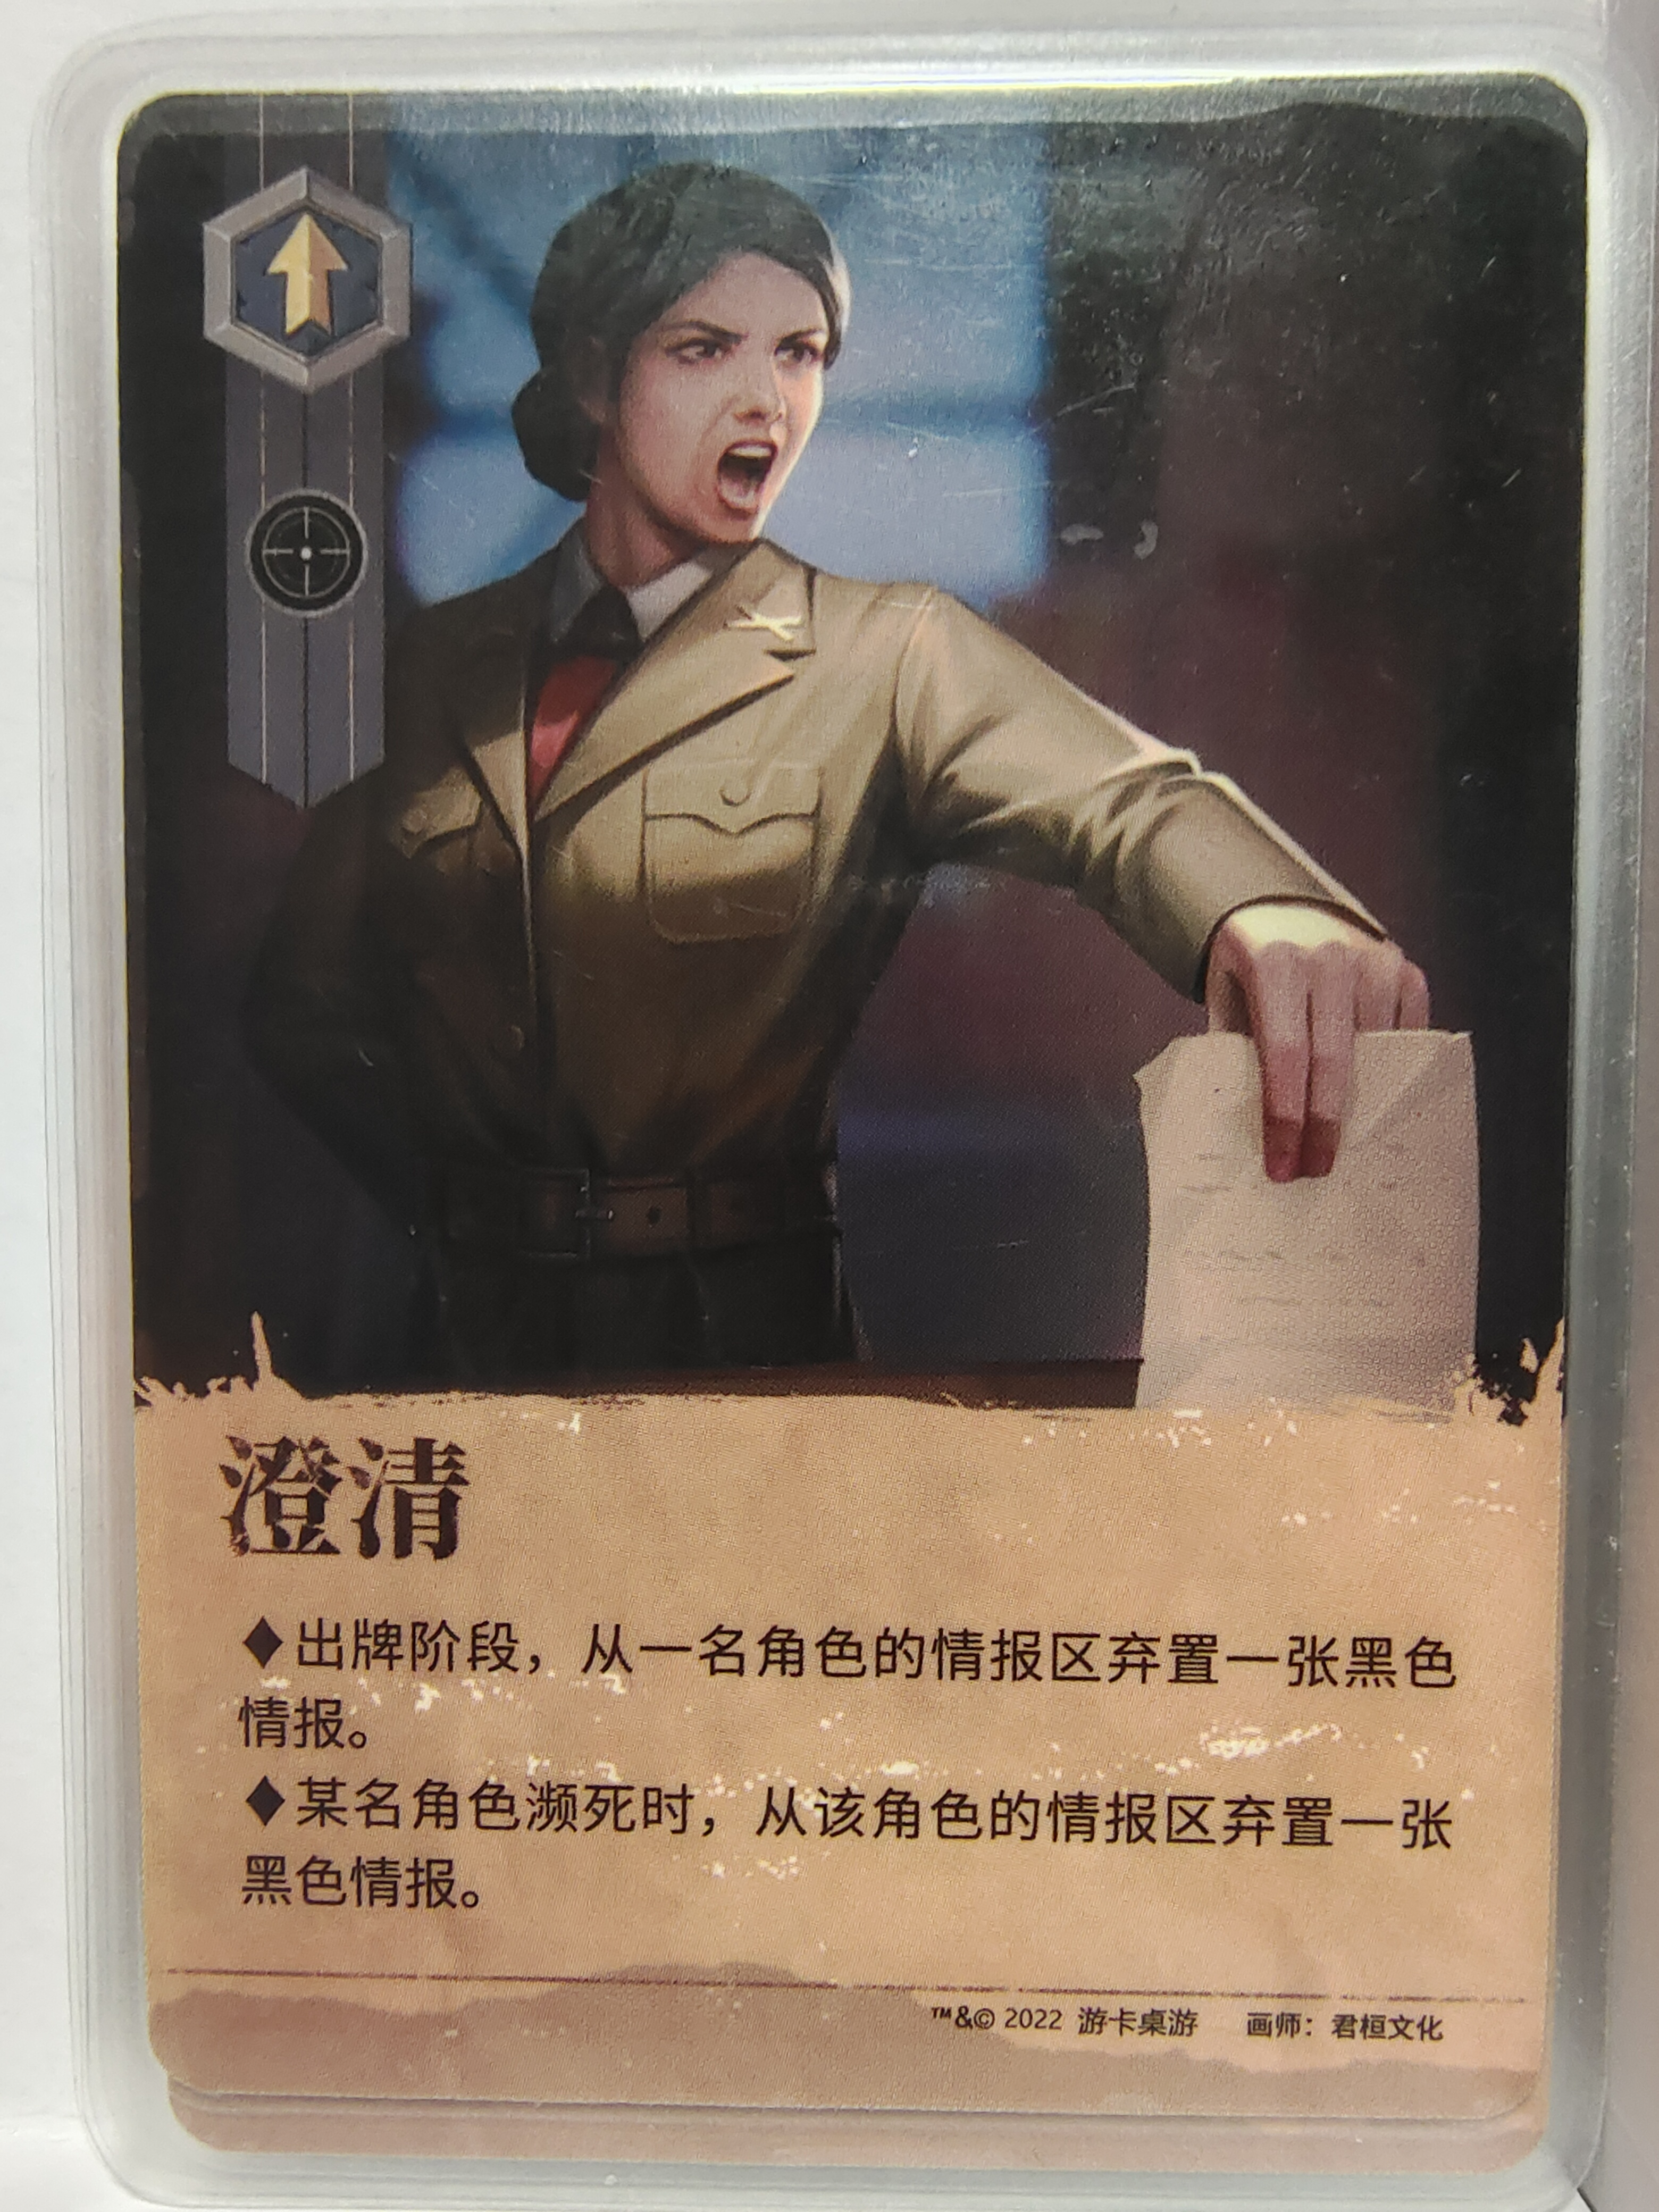 澄清
♦出牌阶段，从一名角色的情报区弃置一张黑色
情报。
♦某名角色濒死时，从该角色的情报区弃置一张
黑色情报。
™&© 2022 游卡桌游 画师：君桓文化